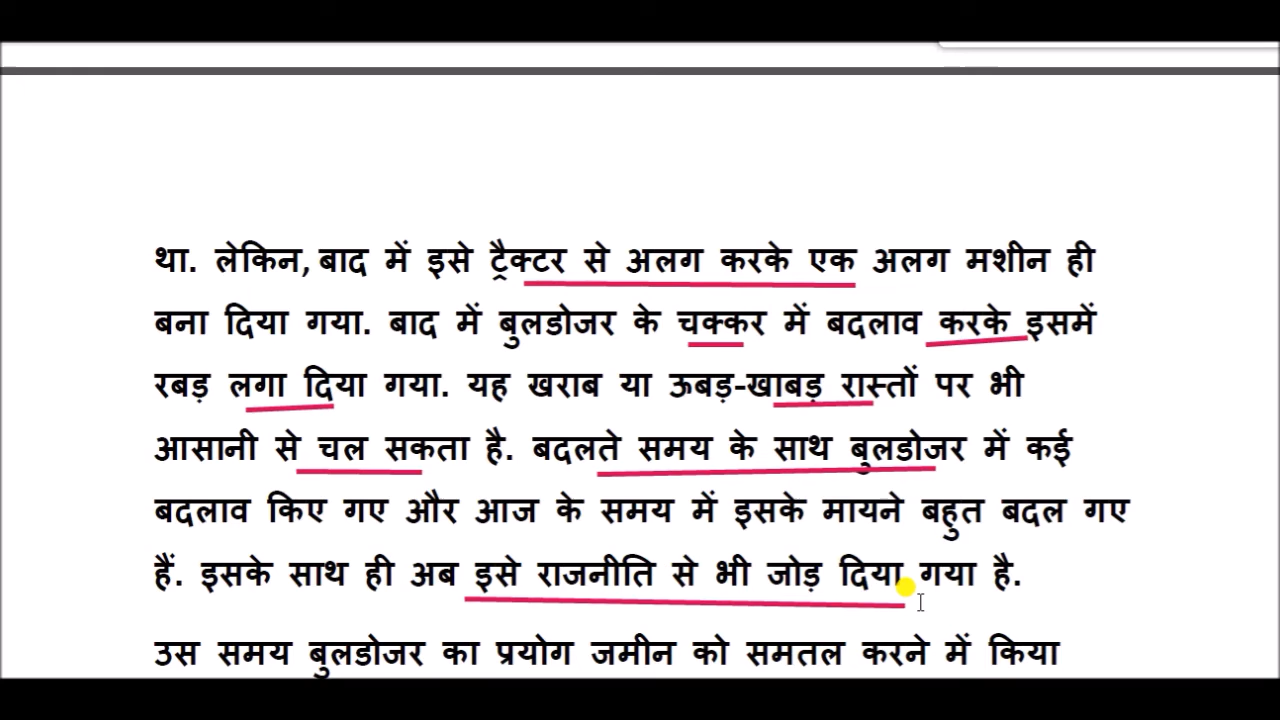 था. लेकिन, बाद में इसे ट्रैक्टर से अलग करके एक अलग मशीन ही
बना दिया गया. बाद में बुलडोजर के चक्कर में बदलाव करके इसमें
रबड़ लगा दिया गया. यह खराब या ऊबड़-खाबड़ रास्तों पर भी
आसानी से चल सकता है. बदलते समय के साथ बुलडोजर में कई
बदलाव किए गए और आज के समय में इसके मायने बहुत बदल गए
हैं. इसके साथ ही अब इसे राजनीति से भी जोड़ दिया गया है.
उस समय बुलडोजर का प्रयोग जमीन को समतल करने में किया